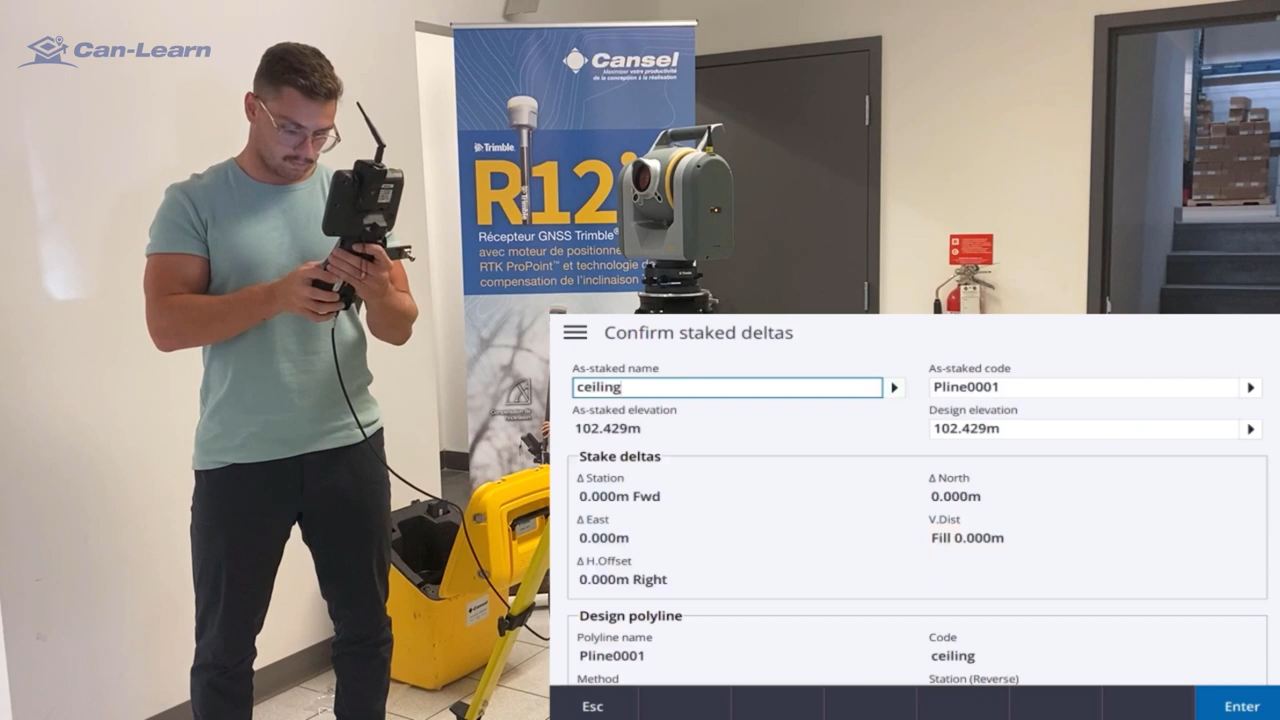 Can-Learn
Cansel
Maximiser votre productivité
de la conception à la réalisation
Trimble
R12i
Récepteur GNSS Trimble®
avec moteur de positionne
RTK ProPoint™ et technologie d
compensation de l'inclinaison
Compensation de
l'inclinaison
Cansel
Confirm staked deltas
As-staked name
ceiling
As-staked code
Pline0001
As-staked elevation
102.429m
Design elevation
102.429m
Stake deltas
Δ Station
0.000m Fwd
Δ North
0.000m
Δ East
0.000m
V.Dist
Fill 0.000m
Δ H.Offset
0.000m Right
Design polyline
Polyline name
Pline0001
Code
ceiling
Method
Station (Reverse)
Esc
Enter